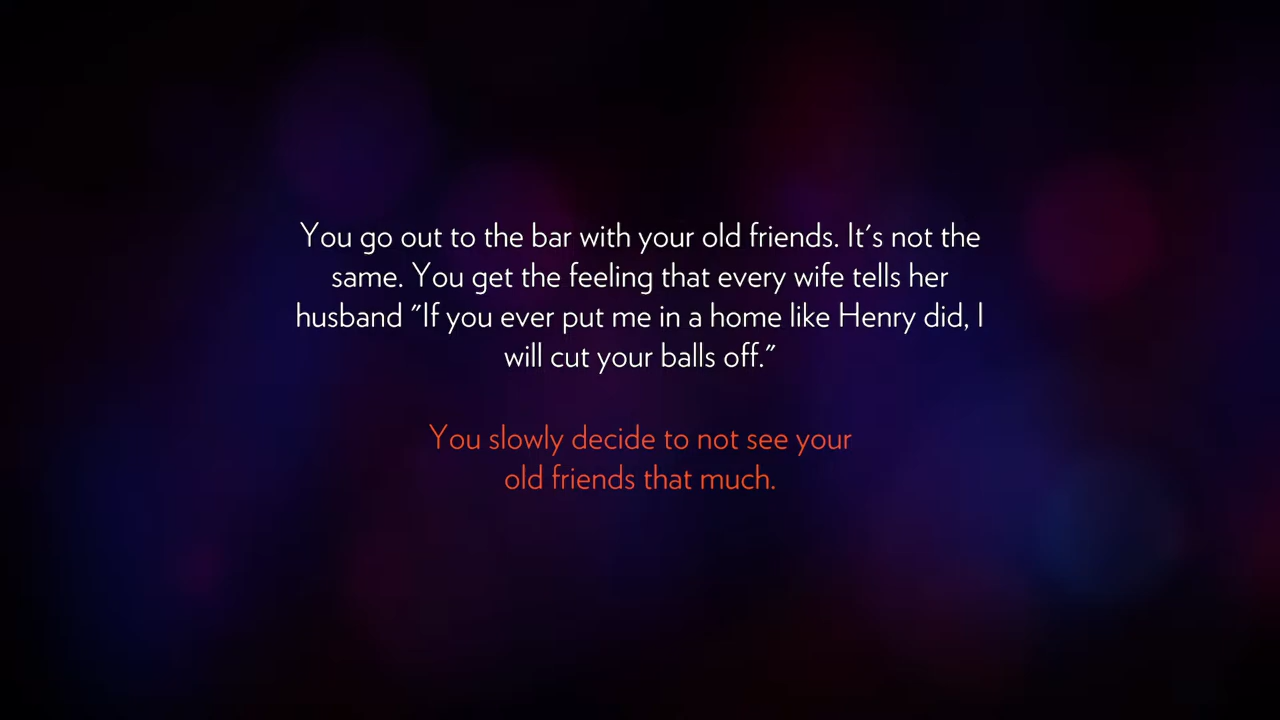 You go out to the bar with your old friends. It's not the
same. You get the feeling that every wife tells her
husband "If you ever put me in a home like Henry did, I
will cut your balls off."
You slowly decide to not see your
old friends that much.